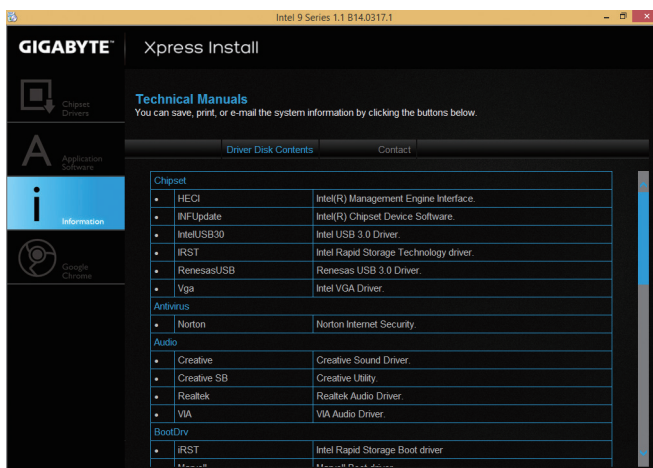 Intel 9 Series 1.1 B14.0317.1
GIGABYTE™ Xpress Install
Chipset
Drivers
Application
Software
Information
Google
Chrome
Technical Manuals
You can save, print, or e-mail the system information by clicking the buttons below.
Driver Disk Contents Contact
Chipset
• HECI Intel(R) Management Engine Interface.
• INFUpdate Intel(R) Chipset Device Software.
• IntelUSB30 Intel USB 3.0 Driver.
• IRST Intel Rapid Storage Technology driver.
• RenesasUSB Renesas USB 3.0 Driver.
• Vga Intel VGA Driver.
Antivirus
• Norton Norton Internet Security.
Audio
• Creative Creative Sound Driver.
• Creative SB Creative Utility.
• Realtek Realtek Audio Driver.
• VIA VIA Audio Driver.
BootDrv
• iRST Intel Rapid Storage Boot driver